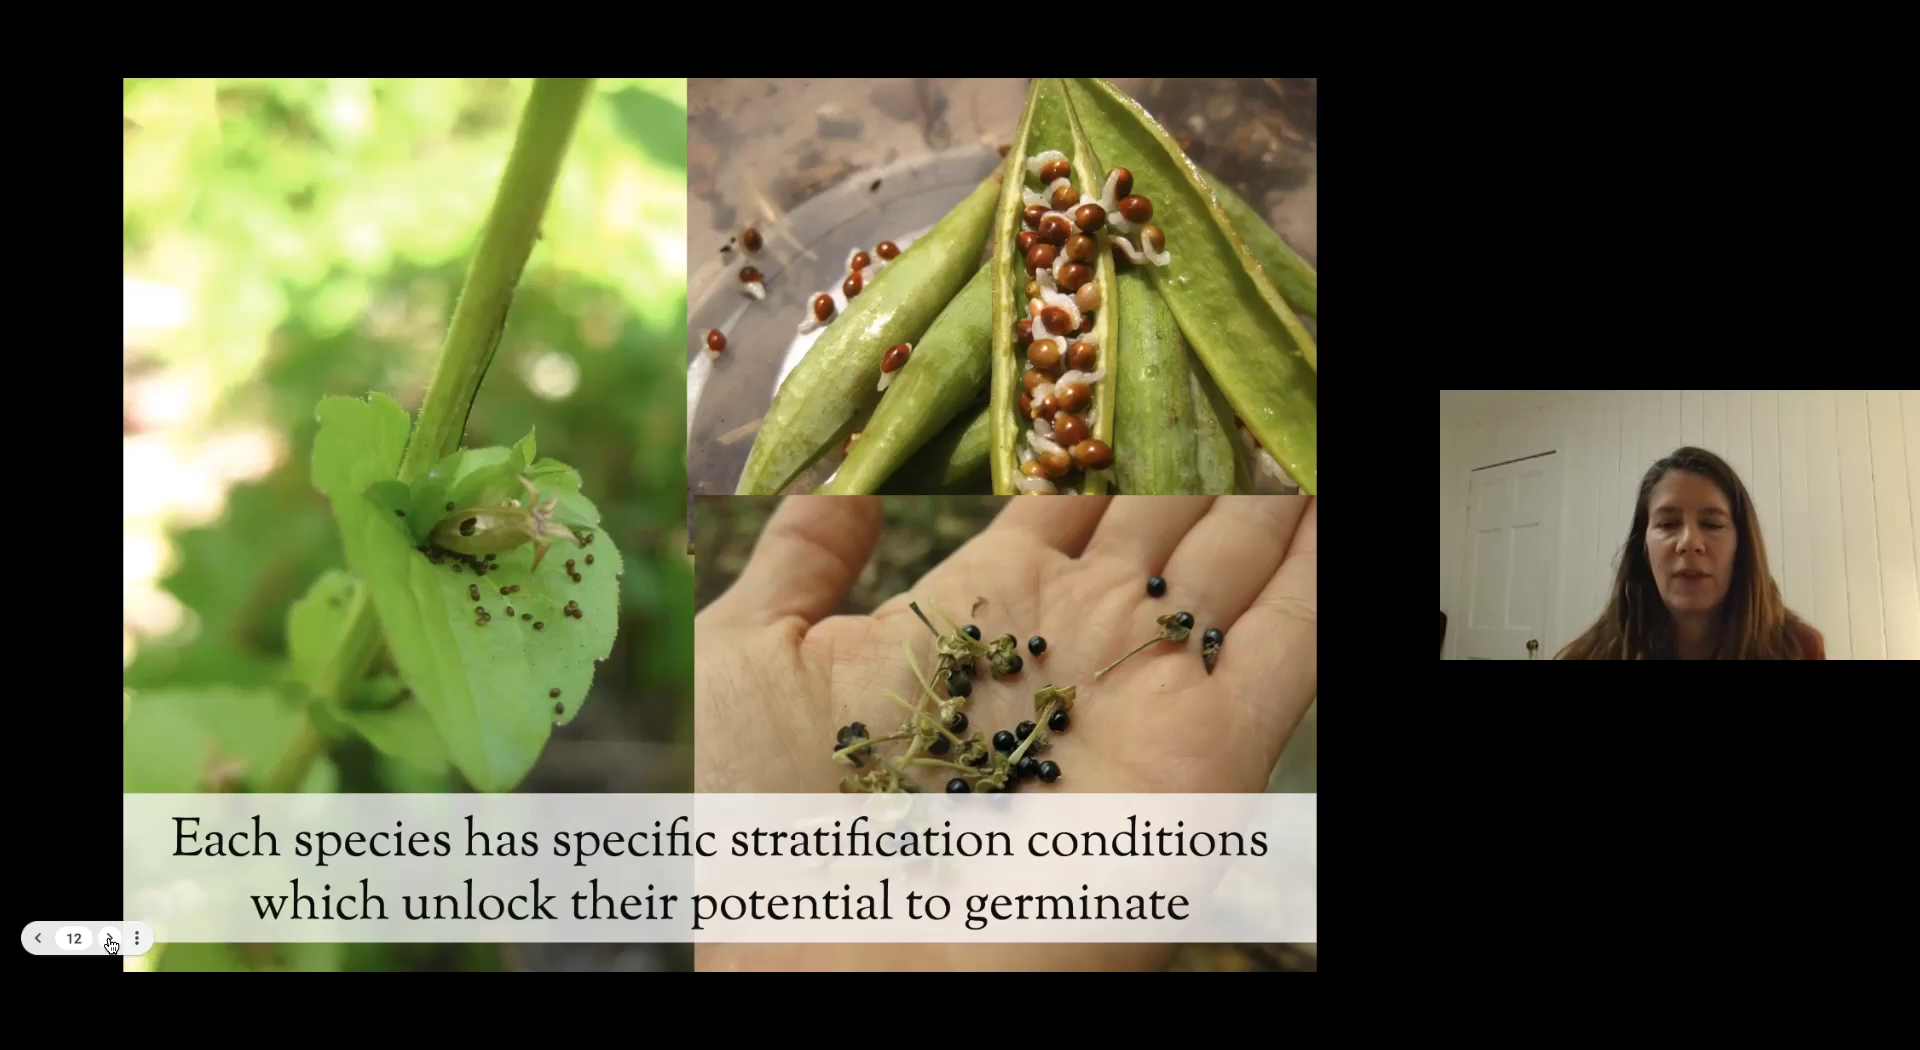 Each species has specific stratification conditions
which unlock their potential to germinate
12